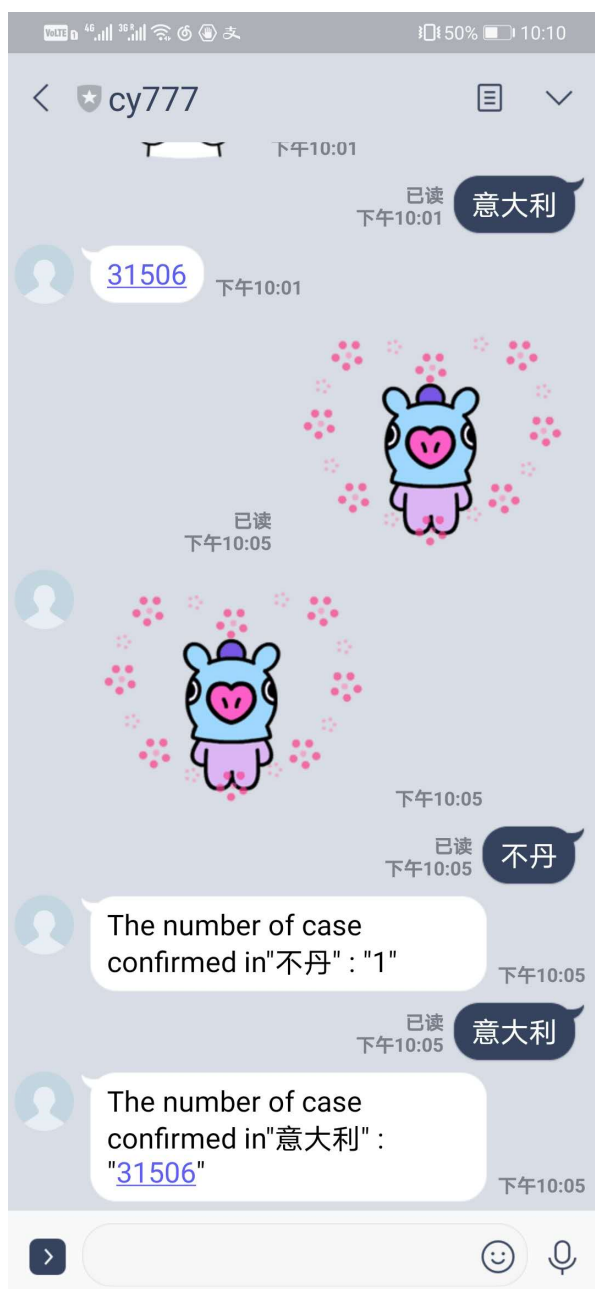 VoLTE 46 36 R 50% 10:10
cy777
下午10:01
已读
下午10:01
意大利
31506
下午10:01
已读
下午10:05
下午10:05
已读
下午10:05
不丹
The number of case
confirmed in"不丹" : "1"
下午10:05
已读
下午10:05
意大利
The number of case
confirmed in"意大利" :
"31506"
下午10:05